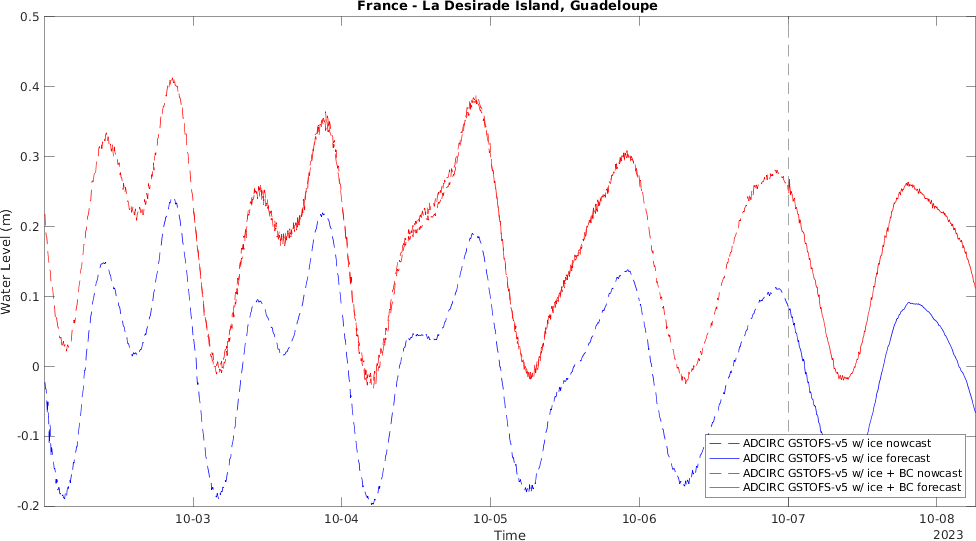 France - La Desirade Island, Guadeloupe
0.5
0.4
0.3
0.2
0.1
0
-0.1
-0.2
Water Level (m)
10-03
10-04
10-05
10-06
10-07
10-08
Time
2023
ADCIRC GSTOFS-v5 w/ ice nowcast
ADCIRC GSTOFS-v5 w/ ice forecast
ADCIRC GSTOFS-v5 w/ ice + BC nowcast
ADCIRC GSTOFS-v5 w/ ice + BC forecast